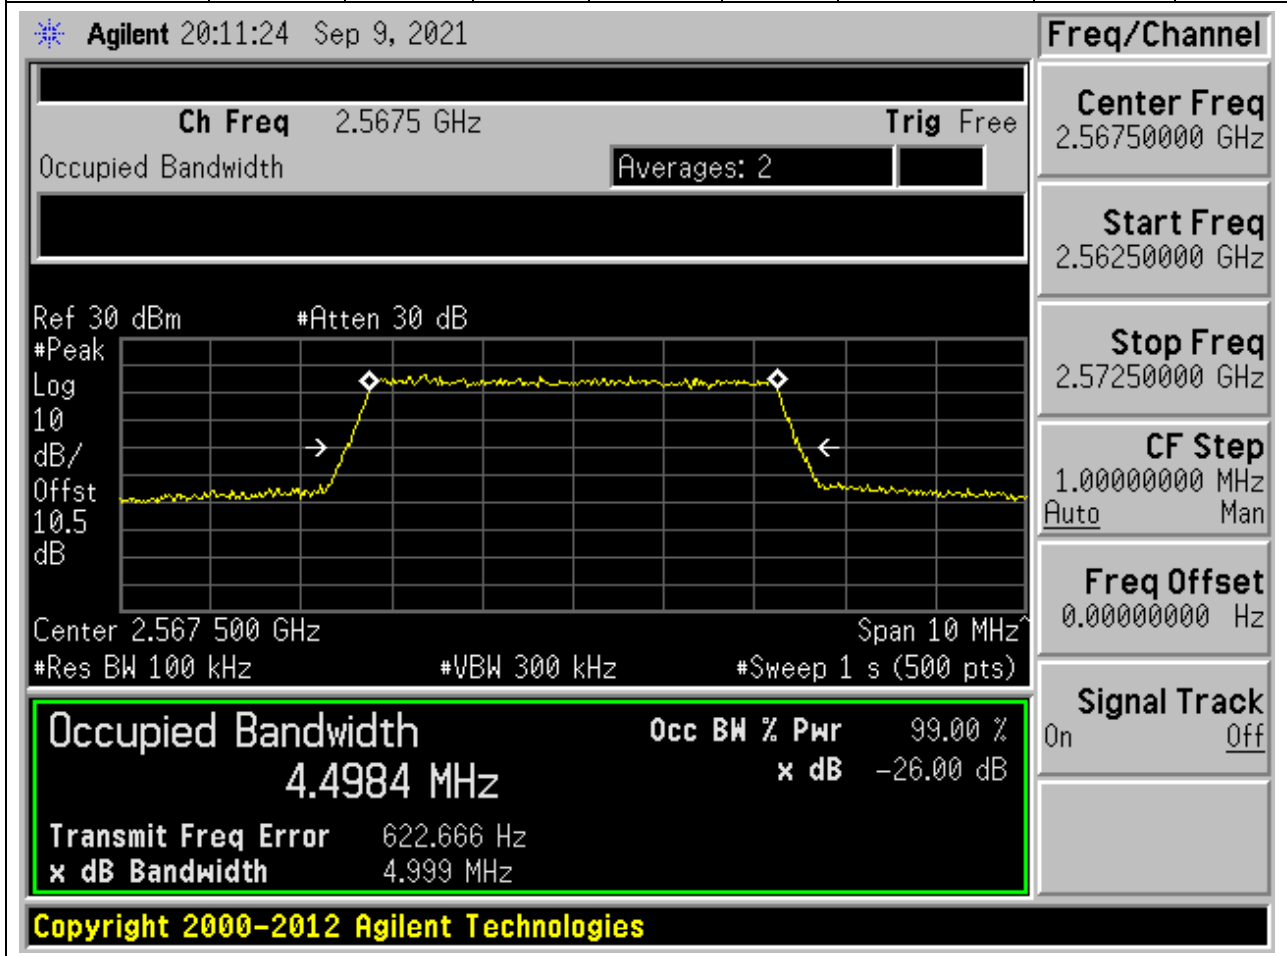 Agilent 20:11:24 Sep 9, 2021
Ch Freq 2.5675 GHz Trig Free
Occupied Bandwidth Averages: 2
Ref 30 dBm #Atten 30 dB
#Peak
Log
10
dB/
Offst
10.5
dB
Center 2.567 500 GHz Span 10 MHz^
#Res BW 100 kHz #VBW 300 kHz #Sweep 1 s (500 pts)
Occupied Bandwidth Occ BW % Pwr 99.00 %
4.4984 MHz x dB -26.00 dB
Transmit Freq Error 622.666 Hz
x dB Bandwidth 4.999 MHz
Copyright 2000-2012 Agilent Technologies
Freq/Channel
Center Freq
2.56750000 GHz
Start Freq
2.56250000 GHz
Stop Freq
2.57250000 GHz
CF Step
1.00000000 MHz
Auto Man
Freq Offset
0.00000000 Hz
Signal Track
On Off